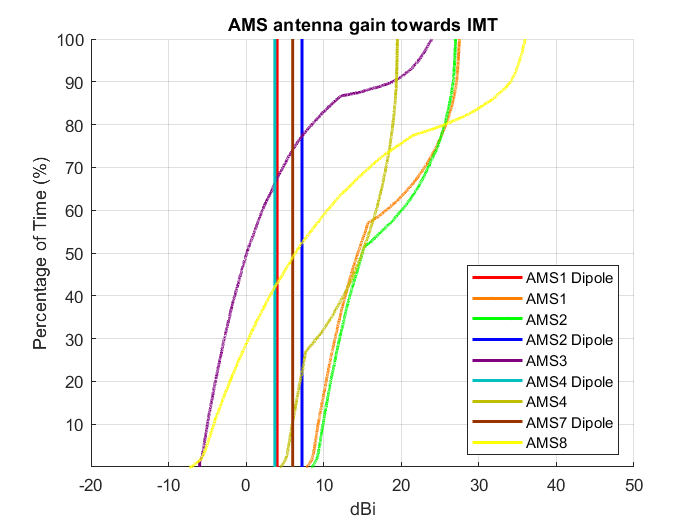 AMS antenna gain towards IMT
100
90
80
70
60
50
40
30
20
10
Percentage of Time (%)
-20 -10 0 10 20 30 40 50
dBi
AMS1 Dipole
AMS1
AMS2
AMS2 Dipole
AMS3
AMS4 Dipole
AMS4
AMS7 Dipole
AMS8